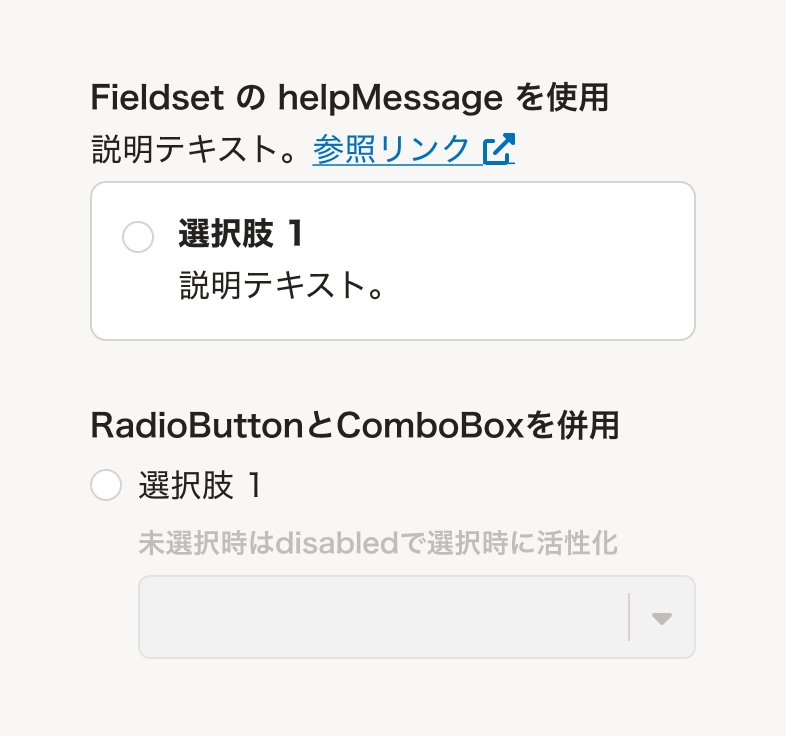 Fieldset の helpMessage を使用
説明テキスト。参照リンク
選択肢 1
説明テキスト。
RadioButtonとComboBoxを併用
選択肢 1
未選択時はdisabledで選択時に活性化